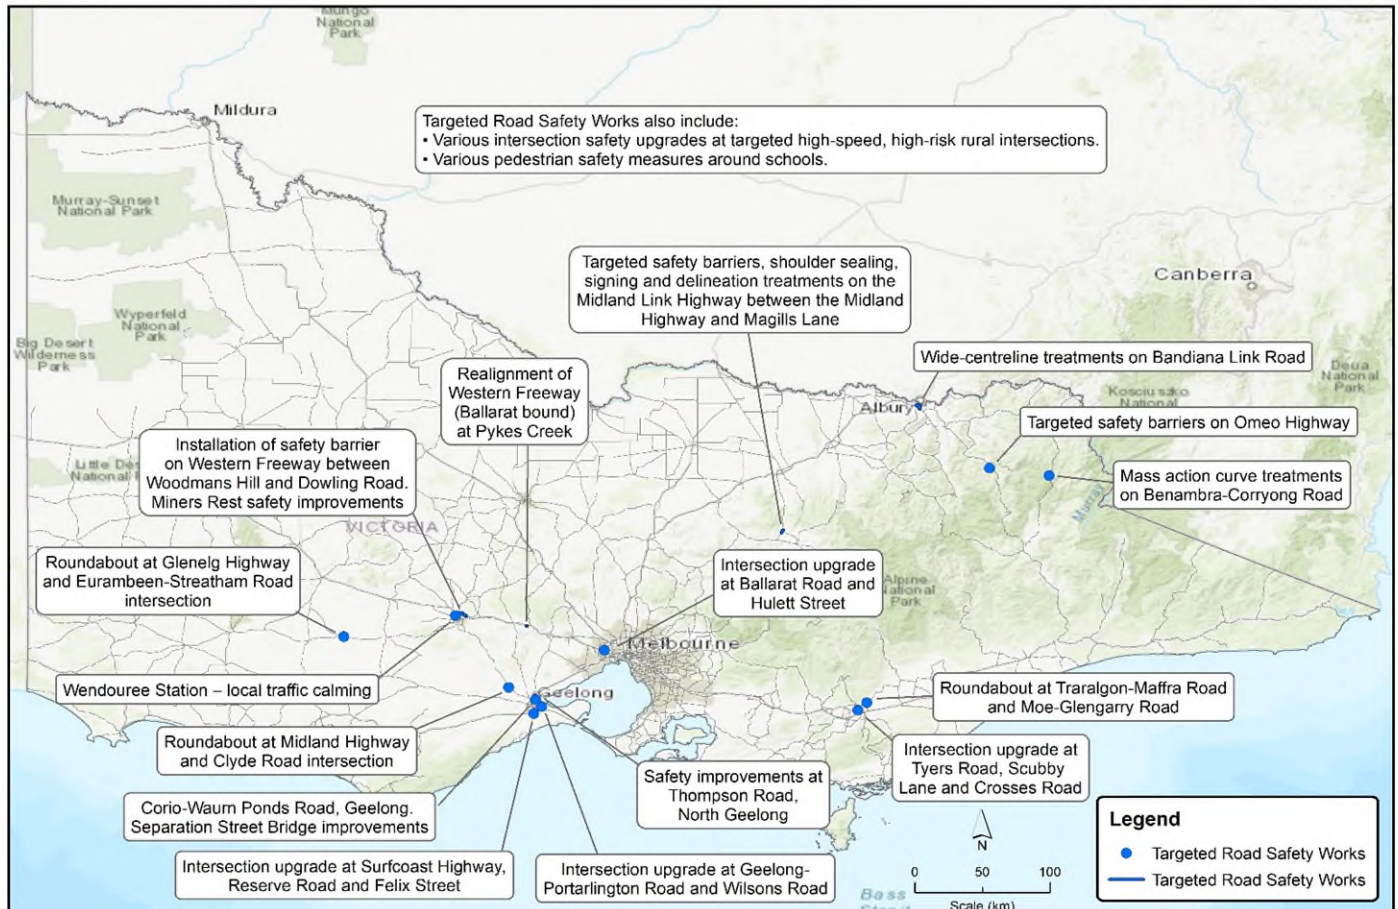 Mungo
National
Park
Mildura
Targeted Road Safety Works also include:
• Various intersection safety upgrades at targeted high-speed, high-risk rural intersections.
• Various pedestrian safety measures around schools.
Murray-Sunset
National Park
Targeted safety barriers, shoulder sealing,
signing and delineation treatments on the
Midland Link Highway between the Midland
Highway and Magills Lane
Canberra
Wyperfeld
National
Park
Big Desert
Wilderness
Park
Wide-centreline treatments on Bandiana Link Road
Deua
National
Park
Realignment of
Western Freeway
(Ballarat bound)
at Pykes Creek
Kosciuszko
National
Albury
Targeted safety barriers on Omeo Highway
Installation of safety barrier
on Western Freeway between
Woodmans Hill and Dowling Road.
Miners Rest safety improvements
Little De
National
Mass action curve treatments
on Benambra-Corryong Road
Murray
VICTORIA
Roundabout at Glenelg Highway
and Eurambeen-Streatham Road
intersection
Intersection upgrade
at Ballarat Road and
Hulett Street
Alpine
National
Park
Melbourne
Wendouree Station – local traffic calming
Geelong
Roundabout at Traralgon-Maffra Road
and Moe-Glengarry Road
Roundabout at Midland Highway
and Clyde Road intersection
Safety improvements at
Thompson Road,
North Geelong
Intersection upgrade at
Tyers Road, Scubby
Lane and Crosses Road
Corio-Waurn Ponds Road, Geelong.
Separation Street Bridge improvements
Intersection upgrade at Surfcoast Highway,
Reserve Road and Felix Street
Intersection upgrade at Geelong-
Portarlington Road and Wilsons Road
N
0 50 100
Scale (km)
Bass
Strait
Legend
Targeted Road Safety Works
Targeted Road Safety Works